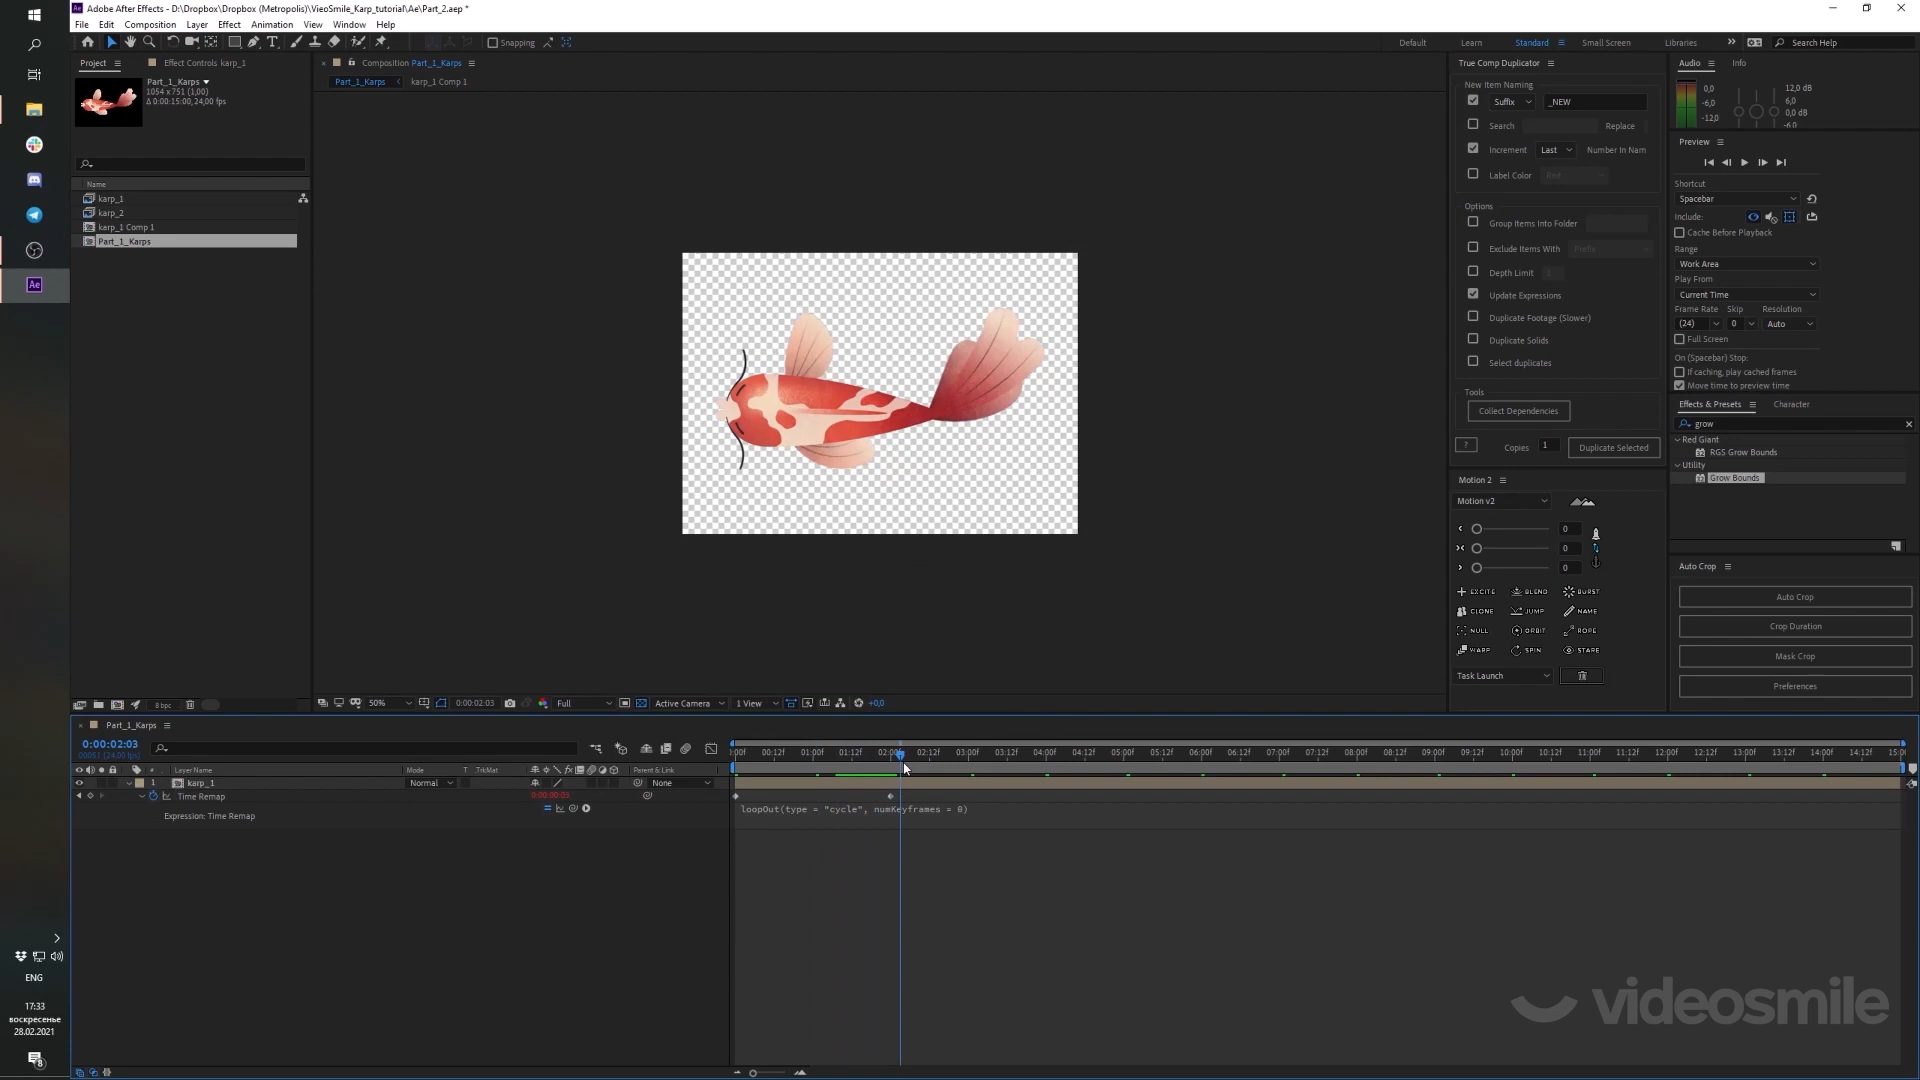 Adobe After Effects - D:\Dropbox\Dropbox (Metropolis)\VieoSmile_Karp_tutorial\Ae\Part_2.aep *
File Edit Composition Layer Effect Animation View Window Help
Snapping
Default Learn Standard Small Screen Libraries Search Help
Project Effect Controls karp_1
Part_1_Karps
1054 x 751 (1,00)
Δ 0:00:15:00, 24,00 fps
Name
karp_1
karp_2
karp_1 Comp 1
Part_1_Karps
8 bpc
Composition Part_1_Karps
Part_1_Karps karp_1 Comp 1
50% 0:00:02:03 Full Active Camera 1 View +0,0
True Comp Duplicator
New Item Naming
Suffix _NEW
Search Replace
Increment Last Number In Nam
Label Color Red
Options
Group Items Into Folder
Exclude Items With Prefix
Depth Limit 2
Update Expressions
Duplicate Footage (Slower)
Duplicate Solids
Select duplicates
Tools
Collect Dependencies
? Copies 1 Duplicate Selected
Motion 2
Motion v2
0
0
0
EXCITE BLEND BURST
CLONE JUMP NAME
NULL ORBIT ROPE
WARP SPIN STARE
Task Launch
Audio Info
0,0 12,0 dB
-6,0 6,0
-12,0 0,0 dB
-6,0
Preview
Shortcut
Spacebar
Include:
Cache Before Playback
Range
Work Area
Play From
Current Time
Frame Rate Skip Resolution
(24) 0 Auto
Full Screen
On (Spacebar) Stop:
If caching, play cached frames
Move time to preview time
Effects & Presets Character
grow
Red Giant
RGS Grow Bounds
Utility
Grow Bounds
Auto Crop
Auto Crop
Crop Duration
Mask Crop
Preferences
Part_1_Karps
0:00:02:03
00051 (24.00 fps)
:00f 00:12f 01:00f 01:12f 02:00f 02:12f 03:00f 03:12f 04:00f 04:12f 05:00f 05:12f 06:00f 06:12f 07:00f 07:12f 08:00f 08:12f 09:00f 09:12f 10:00f 10:12f 11:00f 11:12f 12:00f 12:12f 13:00f 13:12f 14:00f 14:12f 15:00
# Layer Name Mode T .TrkMat fx Parent & Link
1 karp_1 Normal None
Time Remap 0:00:00:03
Expression: Time Remap
loopOut(type = "cycle", numKeyframes = 0)
Ae
ENG
17:33
воскресенье
28.02.2021
8
videosmile